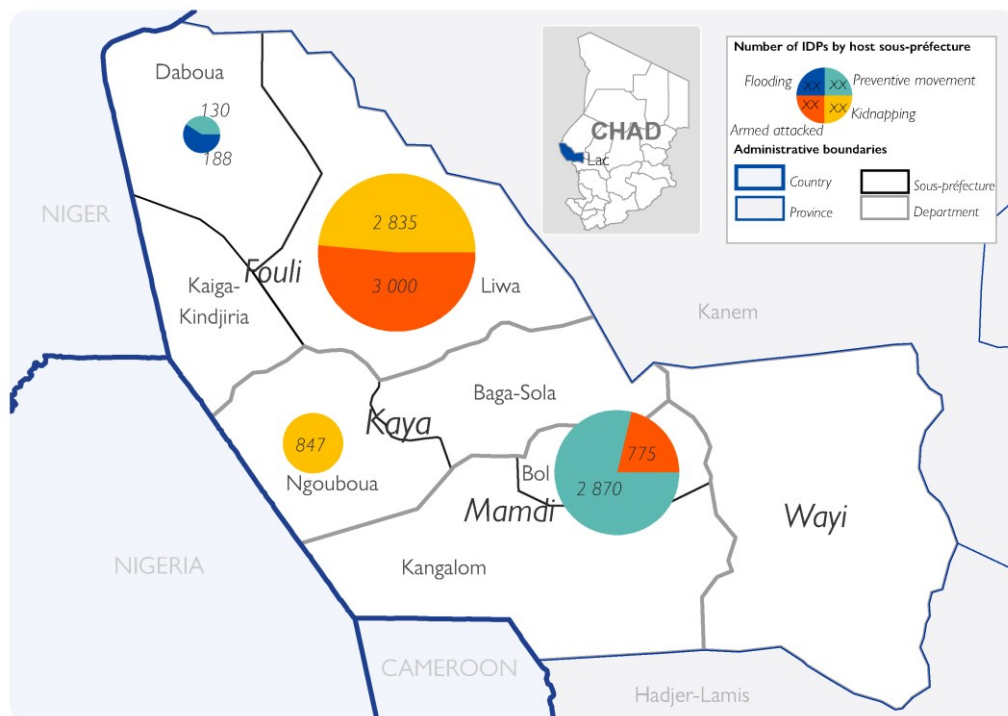 Number of IDPs by host sous-préfecture
Flooding
XX
XX
Preventive movement
XX
XX
Kidnapping
Armed attacked
Administrative boundaries
Country
Sous-préfecture
Province
Department
CHAD
Lac
Daboua
130
188
NIGER
2 835
3 000
Fouli
Liwa
Kaiga-
Kindjiria
Kanem
Baga-Sola
Kaya
847
Ngouboua
775
Bol
2 870
Mamdi
Wayi
Kangalom
NIGERIA
CAMEROON
Hadjer-Lamis